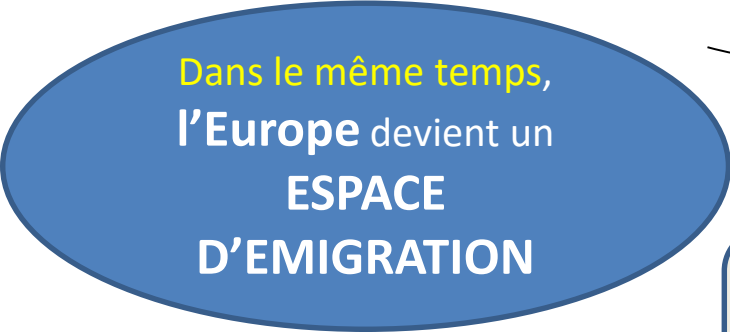 Dans le même temps,
l’Europe devient un
ESPACE
D’EMIGRATION